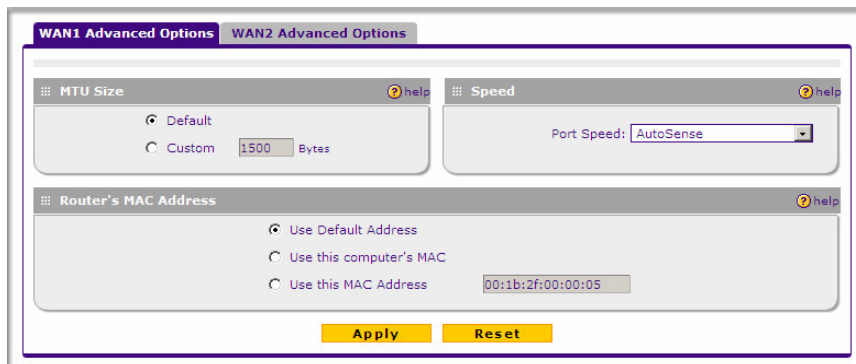 WAN1 Advanced Options WAN2 Advanced Options
MTU Size help
Default
Custom 1500 Bytes
Speed help
Port Speed: AutoSense
Router's MAC Address help
Use Default Address
Use this computer's MAC
Use this MAC Address 00:1b:2f:00:00:05
Apply Reset